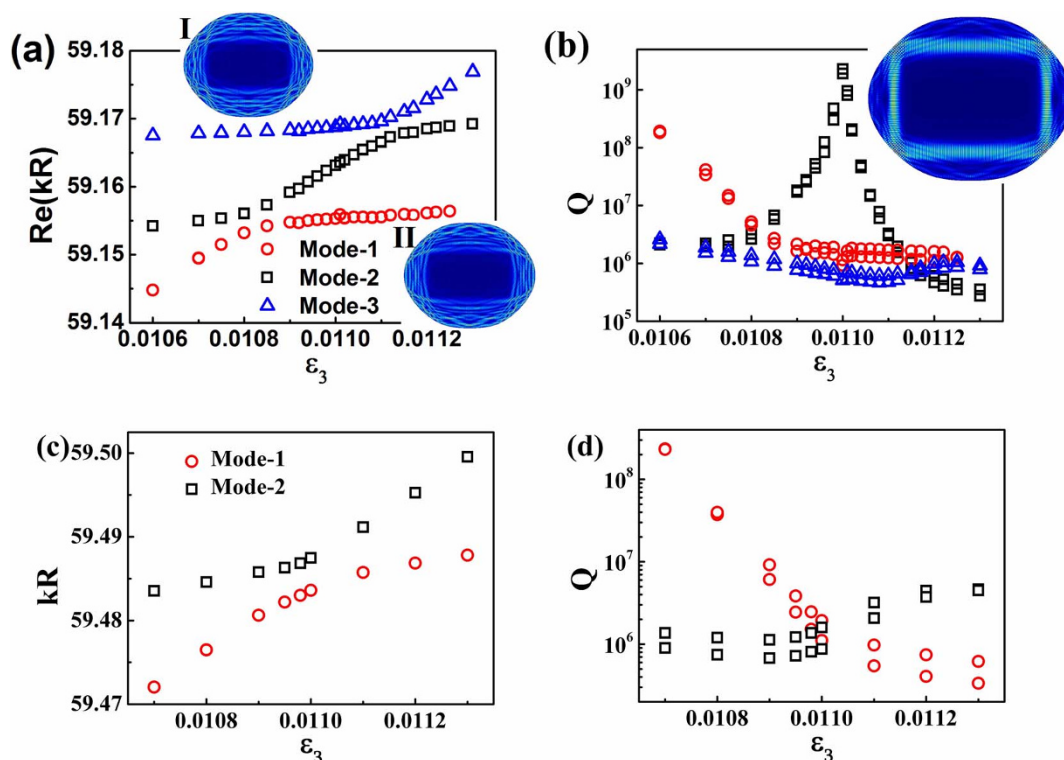 (a)
I
Re(kR)
59.18
59.17
59.16
59.15
59.14
Mode-1
Mode-2
Mode-3
II
0.0106
0.0108
0.0110
0.0112
ε3
(b)
Q
10^9
10^8
10^7
10^6
10^5
0.0106
0.0108
0.0110
0.0112
ε3
(c)
kR
59.50
59.49
59.48
59.47
Mode-1
Mode-2
0.0108
0.0110
0.0112
ε3
(d)
Q
10^8
10^7
10^6
0.0108
0.0110
0.0112
ε3